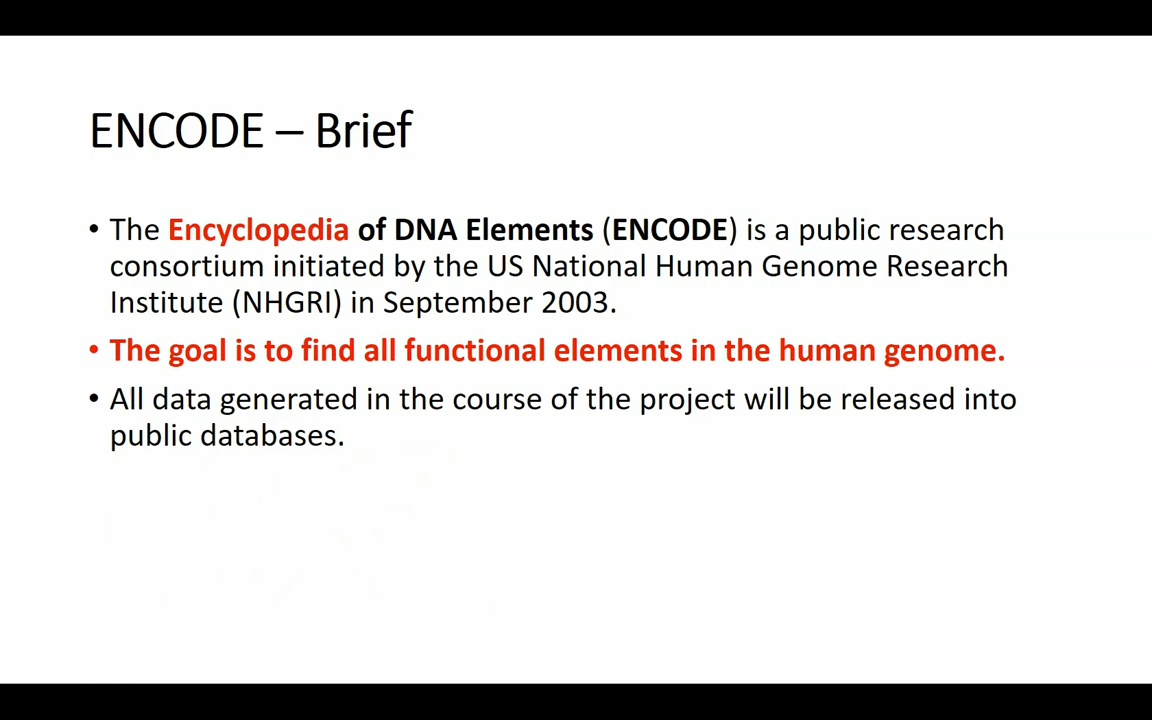 ENCODE – Brief
• The Encyclopedia of DNA Elements (ENCODE) is a public research
consortium initiated by the US National Human Genome Research
Institute (NHGRI) in September 2003.
• The goal is to find all functional elements in the human genome.
• All data generated in the course of the project will be released into
public databases.